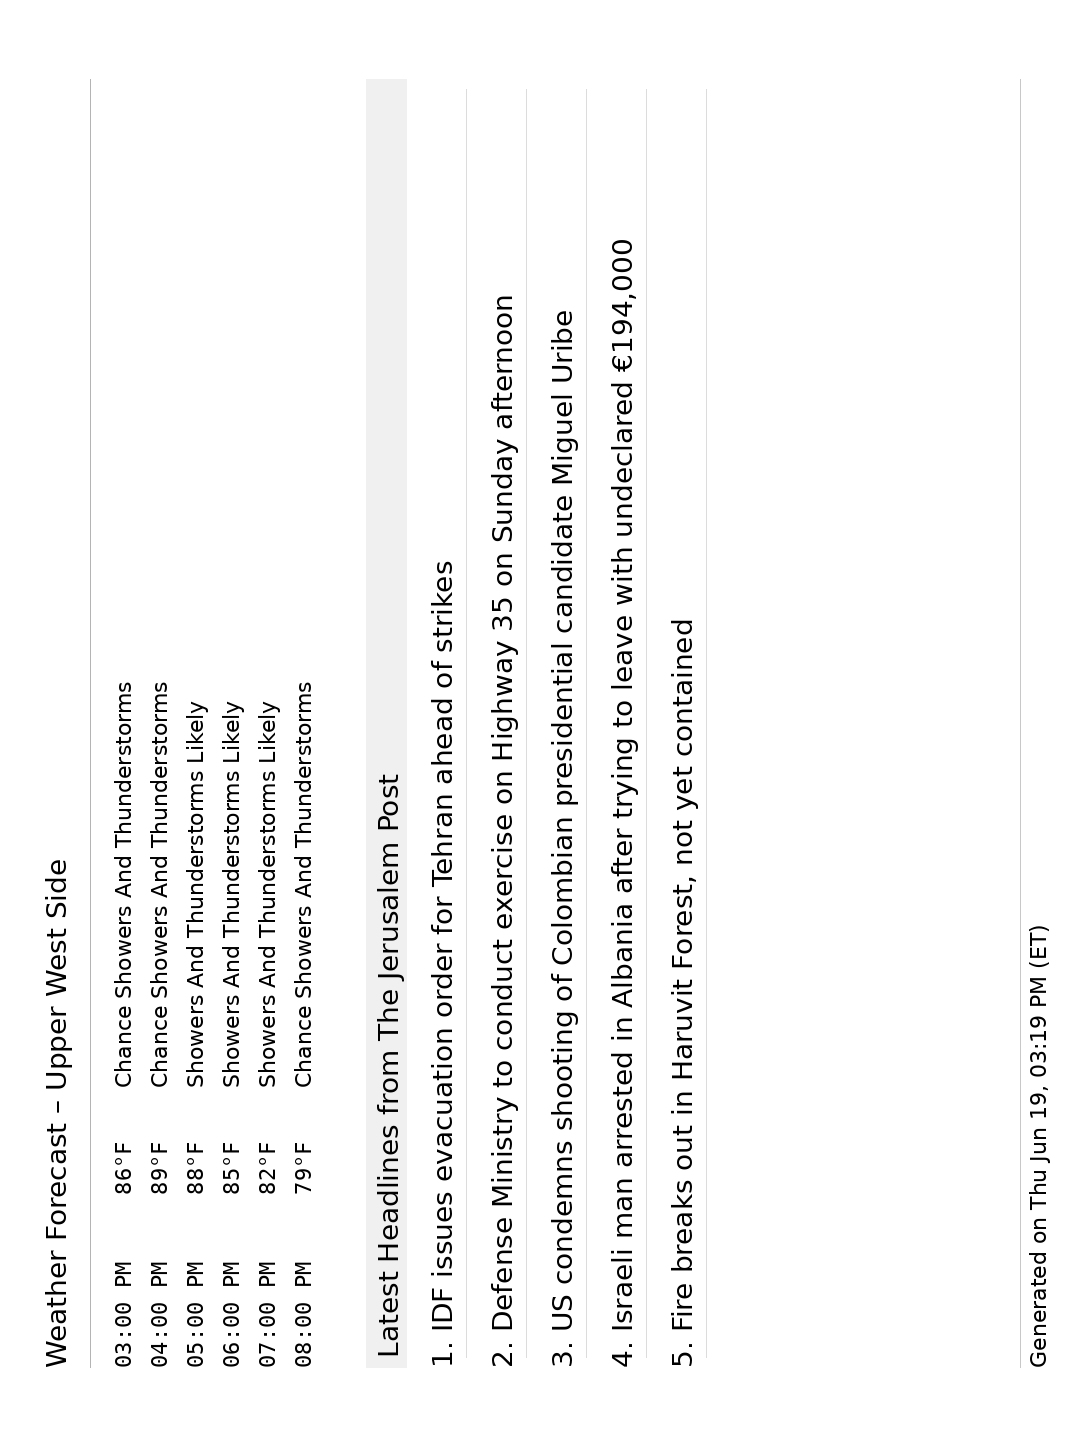 Weather Forecast – Upper West Side
03:00 PM 86°F Chance Showers And Thunderstorms
04:00 PM 89°F Chance Showers And Thunderstorms
05:00 PM 88°F Showers And Thunderstorms Likely
06:00 PM 85°F Showers And Thunderstorms Likely
07:00 PM 82°F Showers And Thunderstorms Likely
08:00 PM 79°F Chance Showers And Thunderstorms
Latest Headlines from The Jerusalem Post
1. IDF issues evacuation order for Tehran ahead of strikes
2. Defense Ministry to conduct exercise on Highway 35 on Sunday afternoon
3. US condemns shooting of Colombian presidential candidate Miguel Uribe
4. Israeli man arrested in Albania after trying to leave with undeclared €194,000
5. Fire breaks out in Haruvit Forest, not yet contained
Generated on Thu Jun 19, 03:19 PM (ET)